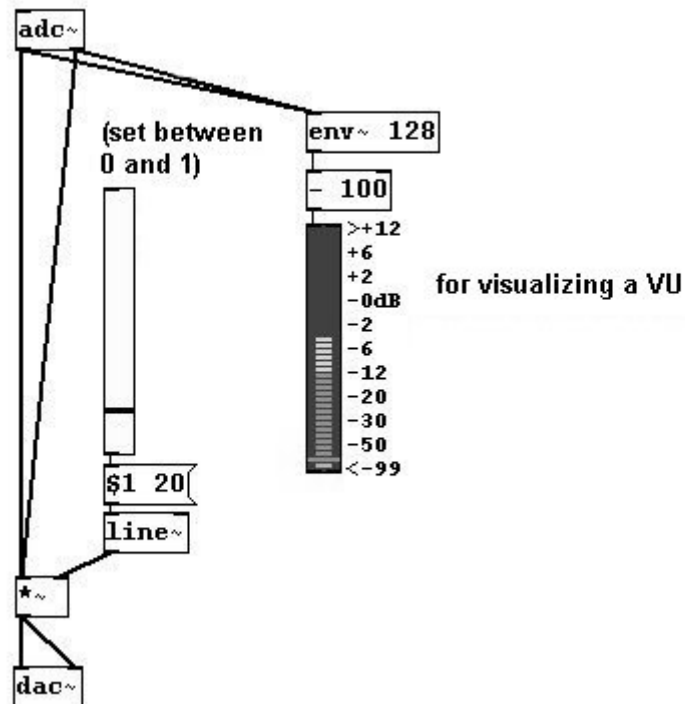 adc~
(set between
0 and 1)
env~ 128
- 100
>+12
+6
+2
-0dB
-2
-6
-12
-20
-30
-50
<-99
for visualizing a VU
$1 20
line~
*~
dac~